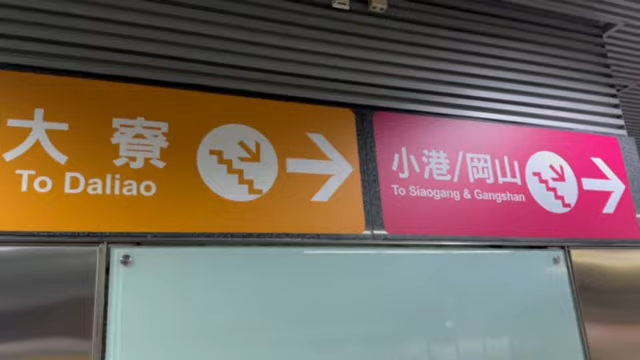 大寮
To Daliao
小港/岡山
To Siaogang & Gangshan